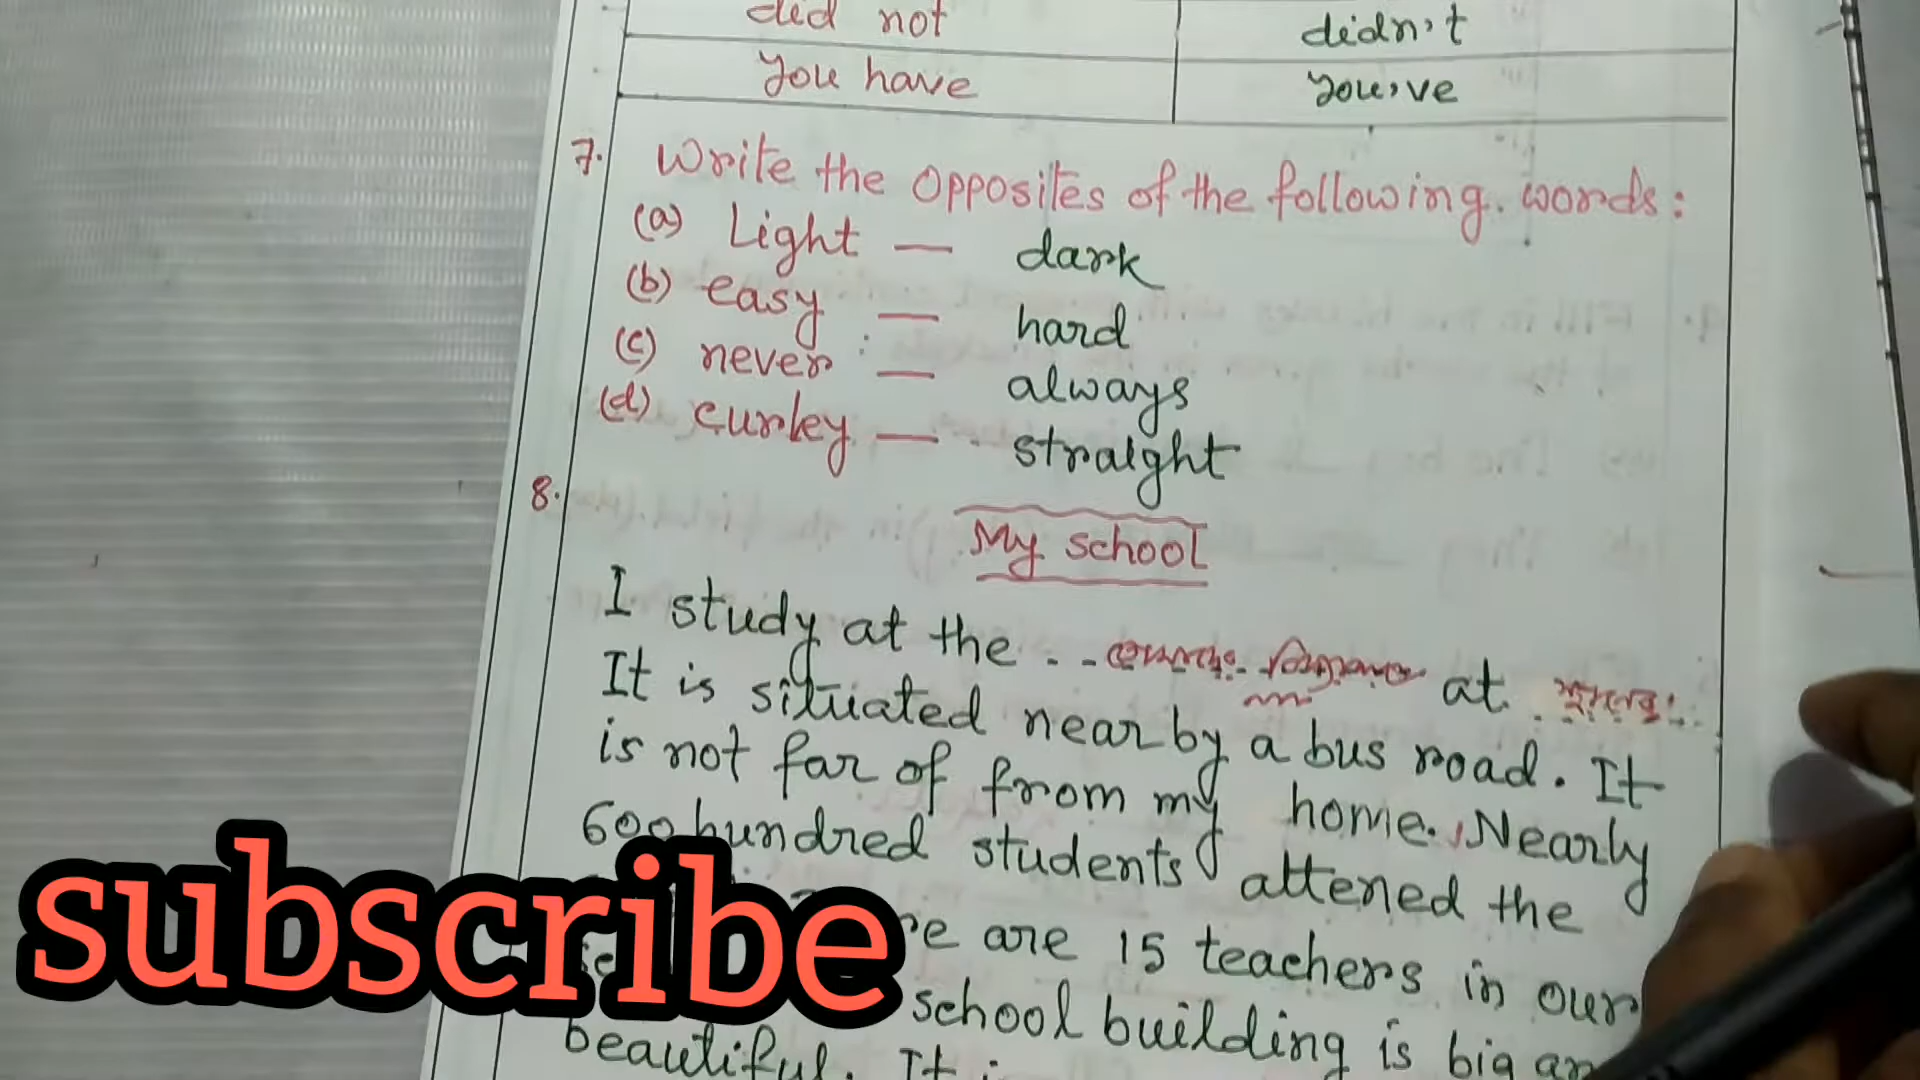 did not didn't
You have You've
7. Write the opposites of the following words:
(a) Light — dark
(b) easy — hard
(c) never — always
(d) curley — straight
8. My school
I study at the ... at ...
It is situated near by a bus road. It
is not far of from my home. Nearly
600 hundred students attened the
are 15 teachers in our
school building is big
beautiful. It
subscribe